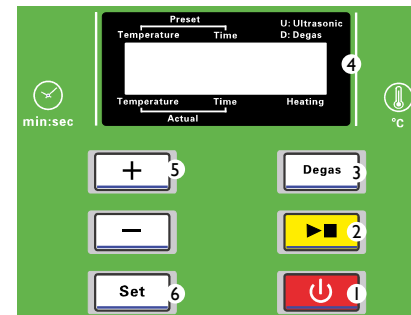 Preset
U: Ultrasonic
Temperature Time D: Degas
4
min:sec
Temperature Time Heating
°C
Actual
+ 5
Degas 3
− 
2
Set 6
1